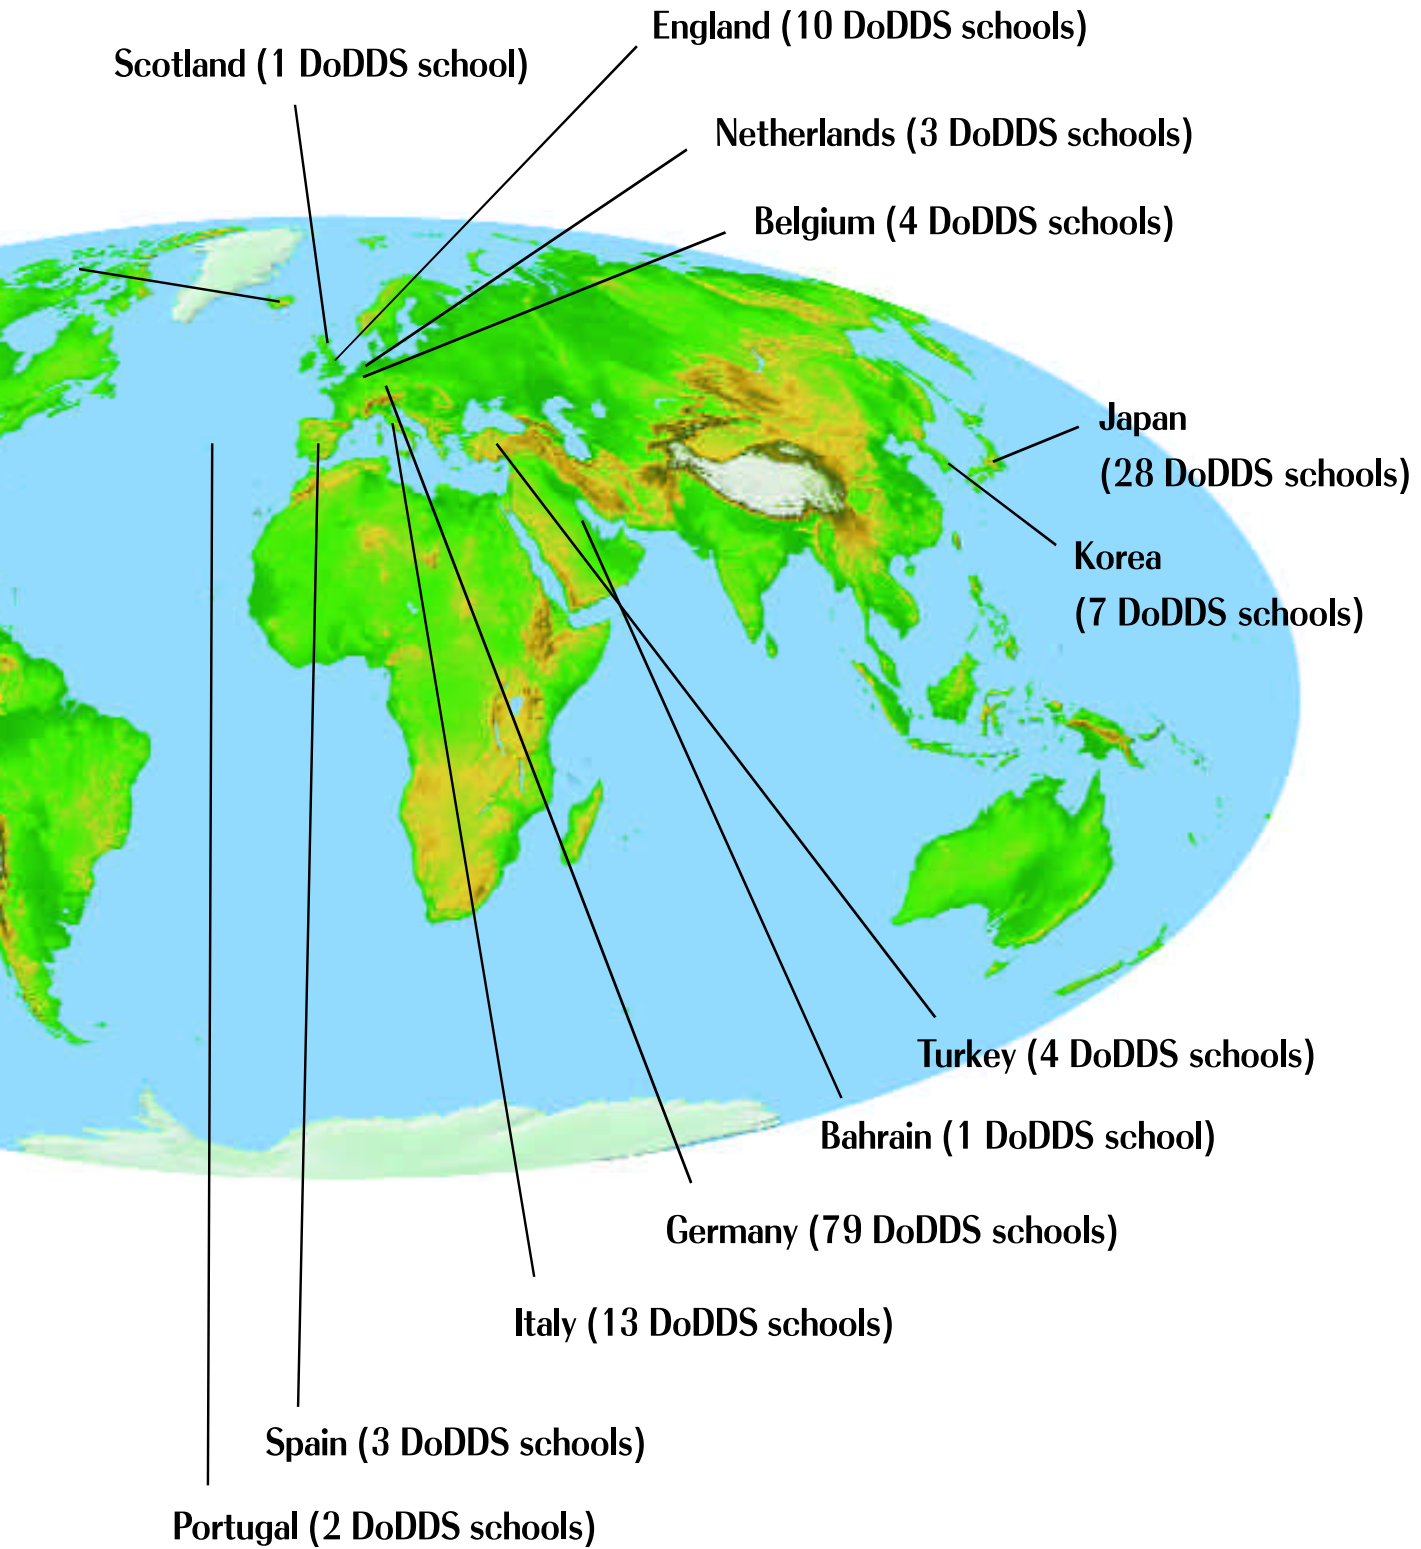 England (10 DoDDS schools)
Scotland (1 DoDDS school)
Netherlands (3 DoDDS schools)
Belgium (4 DoDDS schools)
Japan
(28 DoDDS schools)
Korea
(7 DoDDS schools)
Turkey (4 DoDDS schools)
Bahrain (1 DoDDS school)
Germany (79 DoDDS schools)
Italy (13 DoDDS schools)
Spain (3 DoDDS schools)
Portugal (2 DoDDS schools)